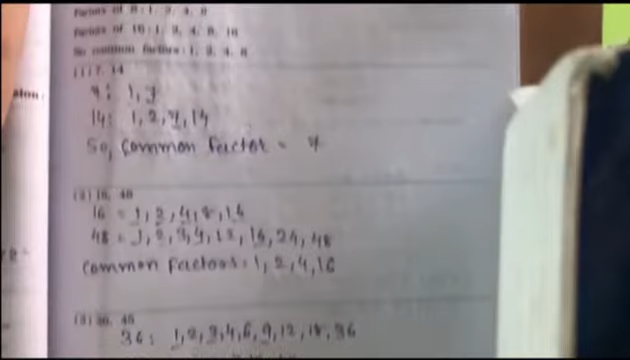 Factors of 8 : 1, 2, 4, 8
Factors of 16 : 1, 2, 4, 8, 16
So common factors : 1, 2, 4, 8
(1) 7, 14
7: 1, 7
14: 1, 2, 7, 14
So, common factor = 7
(2) 16, 48
16 = 1, 2, 4, 8, 16
48 = 1, 2, 3, 4, 12, 16, 24, 48
Common Factors = 1, 2, 4, 16
(3) 36, 45
36: 1, 2, 3, 4, 6, 9, 12, 18, 36